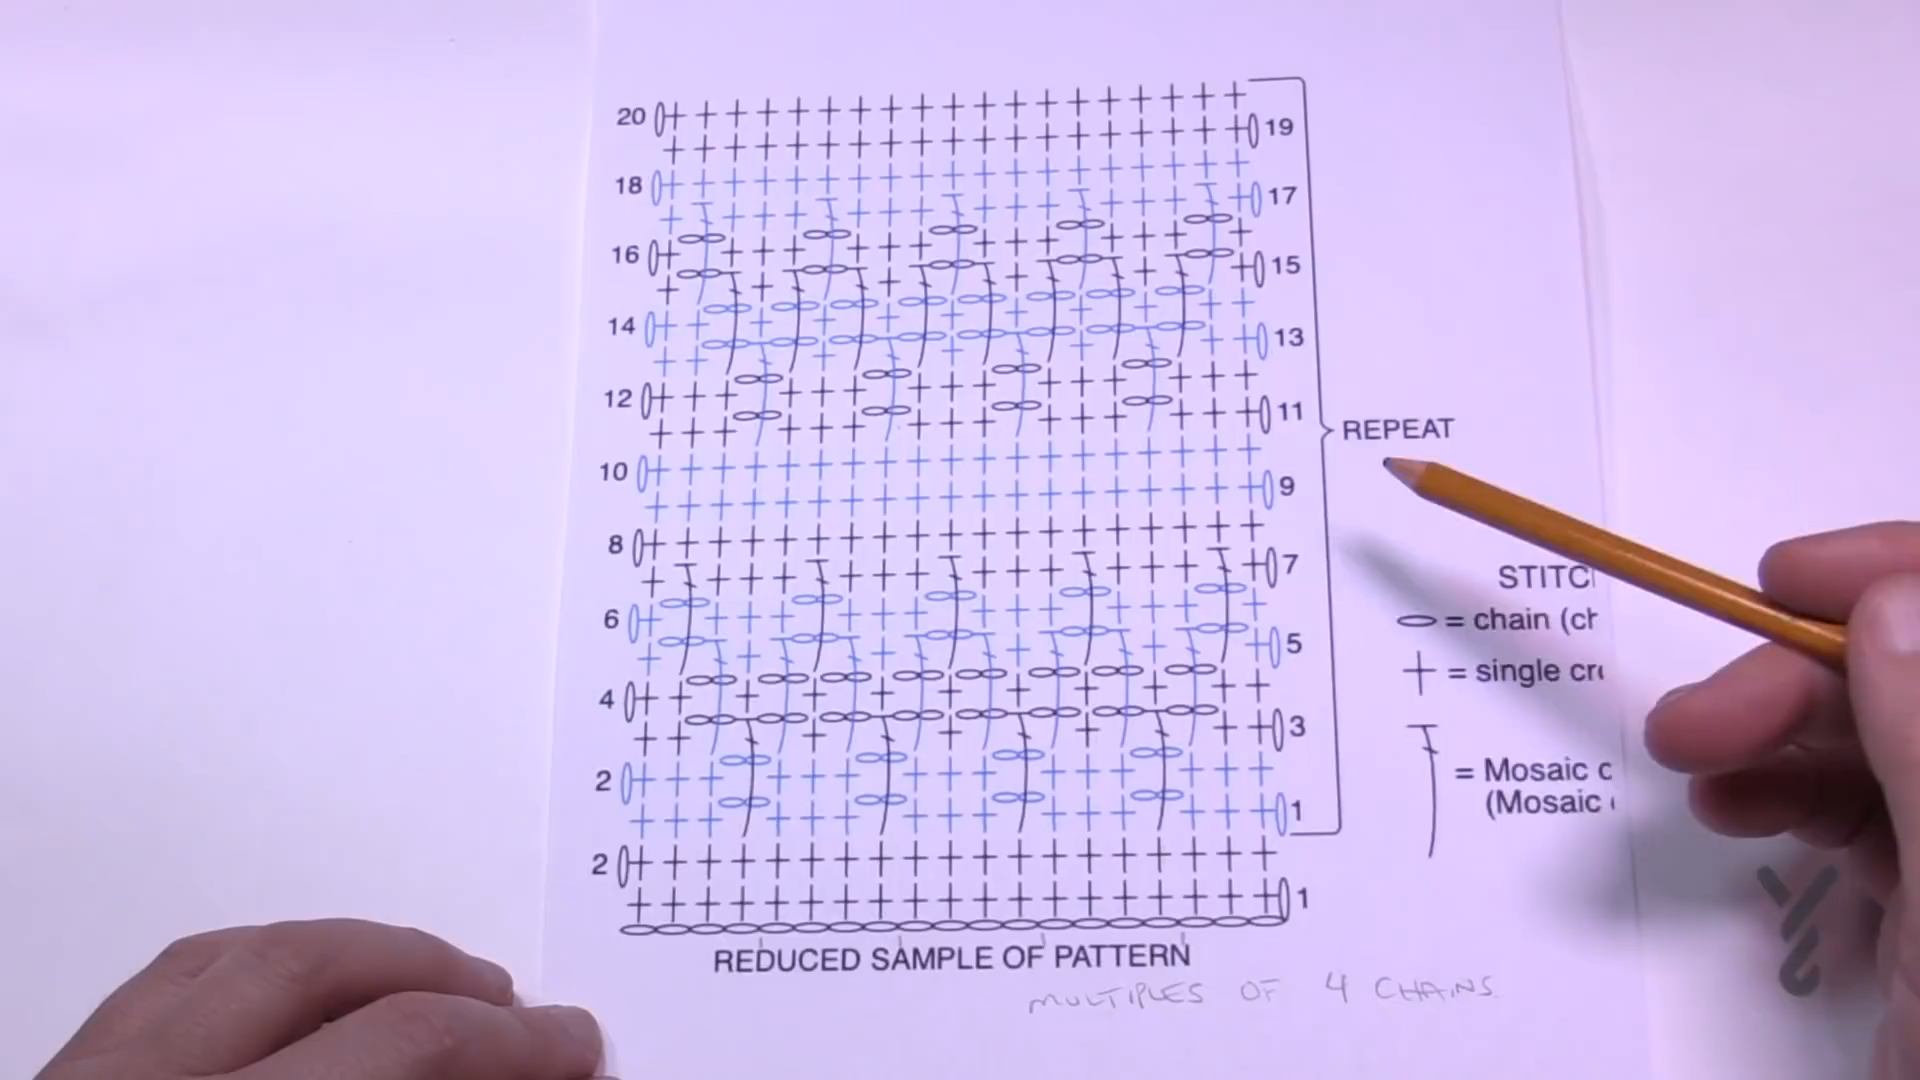 20
19
18
17
16
15
14
13
12
11
REPEAT
10
9
8
7
STITC
6
= chain (ch
5
= single cr
4
3
2
= Mosaic
(Mosaic
1
2
1
REDUCED SAMPLE OF PATTERN
MULTIPLES OF 4 CHAINS